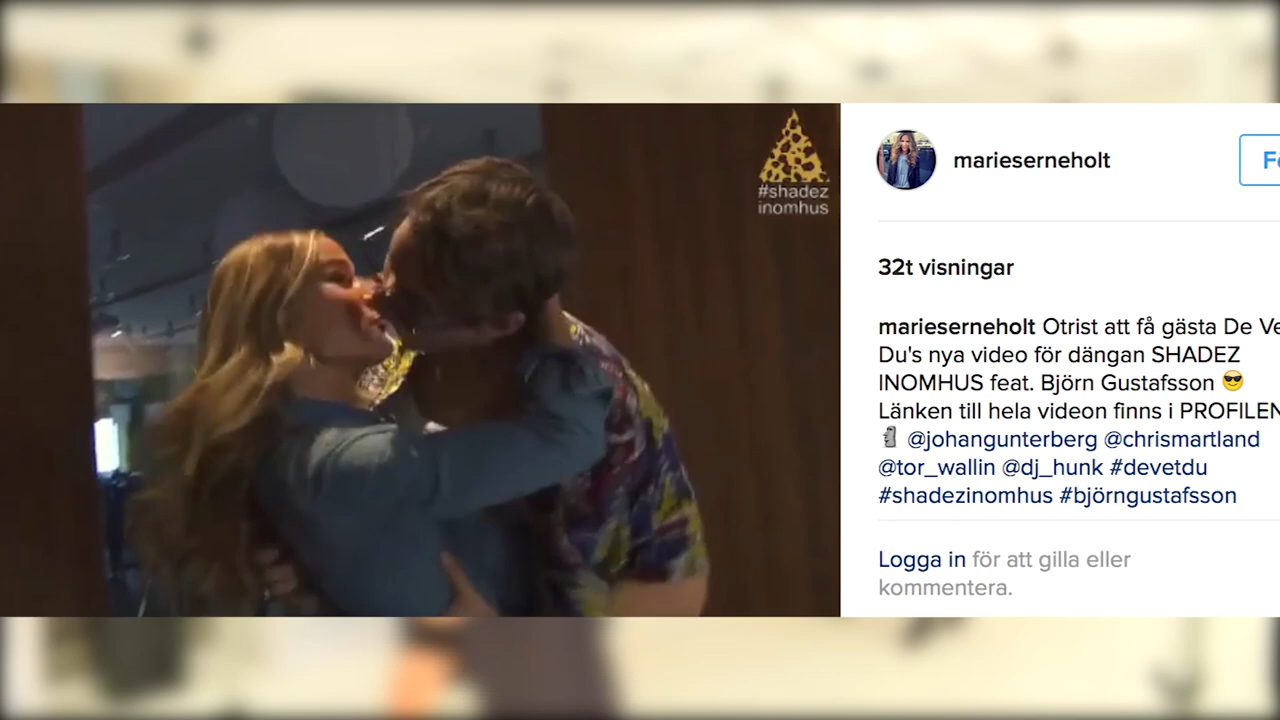 #shadez
inomhus
marieserneholt
Fö
32t visningar
marieserneholt Otrist att få gästa De Ve
Du's nya video för dängan SHADEZ
INOMHUS feat. Björn Gustafsson 😎
Länken till hela videon finns i PROFILEN
🗿 @johangunterberg @chrismartland
@tor_wallin @dj_hunk #devetdu
#shadezinomhus #björngustafsson
Logga in för att gilla eller
kommentera.